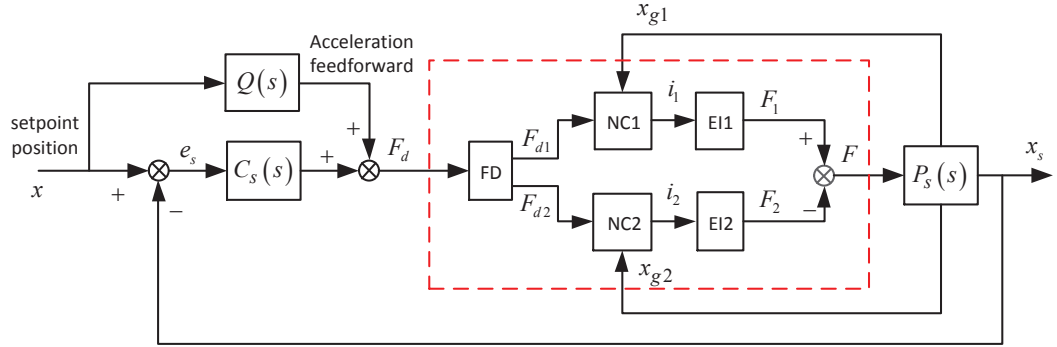 x_{g1}
Acceleration
feedforward
Q(s)
i_1
F_1
NC1
EI1
setpoint
position
+
F_{d1}
+
x_s
e_s
C_s(s)
+
F_d
FD
F
P_s(s)
x
+
−
F_{d2}
i_2
F_2
−
NC2
EI2
x_{g2}